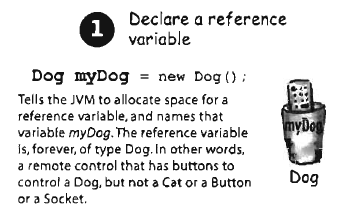 1 Declare a reference
variable
Dog myDog = new Dog();
Tells the JVM to allocate space for a
reference variable, and names that
variable myDog. The reference variable
is, forever, of type Dog. In other words,
a remote control that has buttons to
control a Dog, but not a Cat or a Button
or a Socket.
myDog
Dog